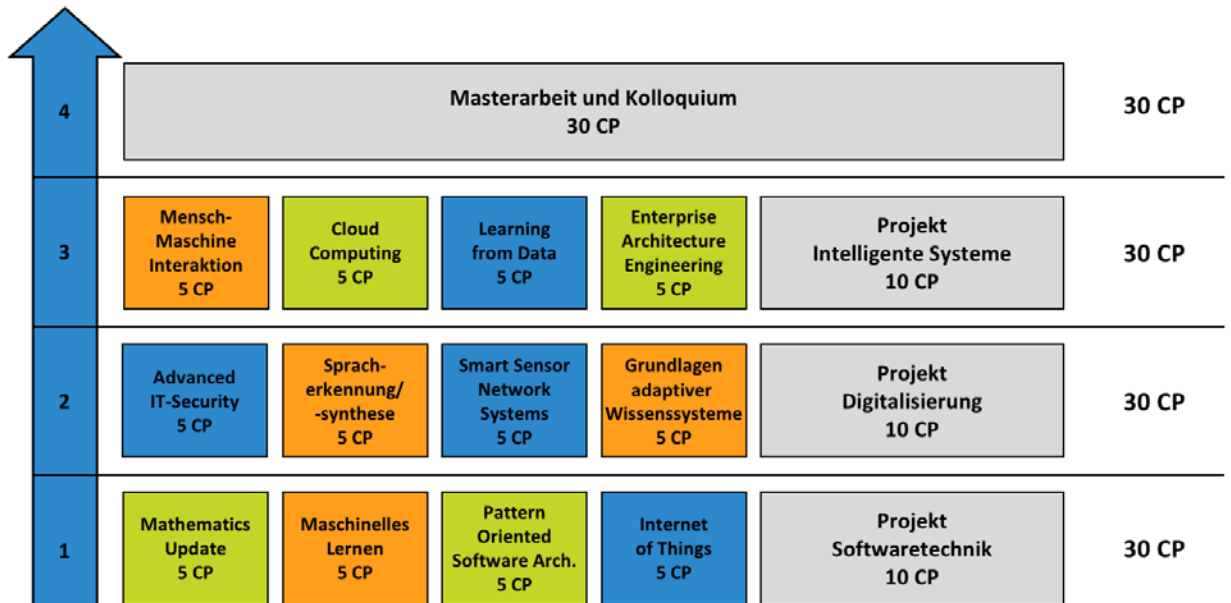 4
Masterarbeit und Kolloquium
30 CP
30 CP
3
Mensch-
Maschine
Interaktion
5 CP
Cloud
Computing
5 CP
Learning
from Data
5 CP
Enterprise
Architecture
Engineering
5 CP
Projekt
Intelligente Systeme
10 CP
30 CP
2
Advanced
IT-Security
5 CP
Sprach-
erkennung/
-synthese
5 CP
Smart Sensor
Network
Systems
5 CP
Grundlagen
adaptiver
Wissenssysteme
5 CP
Projekt
Digitalisierung
10 CP
30 CP
1
Mathematics
Update
5 CP
Maschinelles
Lernen
5 CP
Pattern
Oriented
Software Arch.
5 CP
Internet
of Things
5 CP
Projekt
Softwaretechnik
10 CP
30 CP